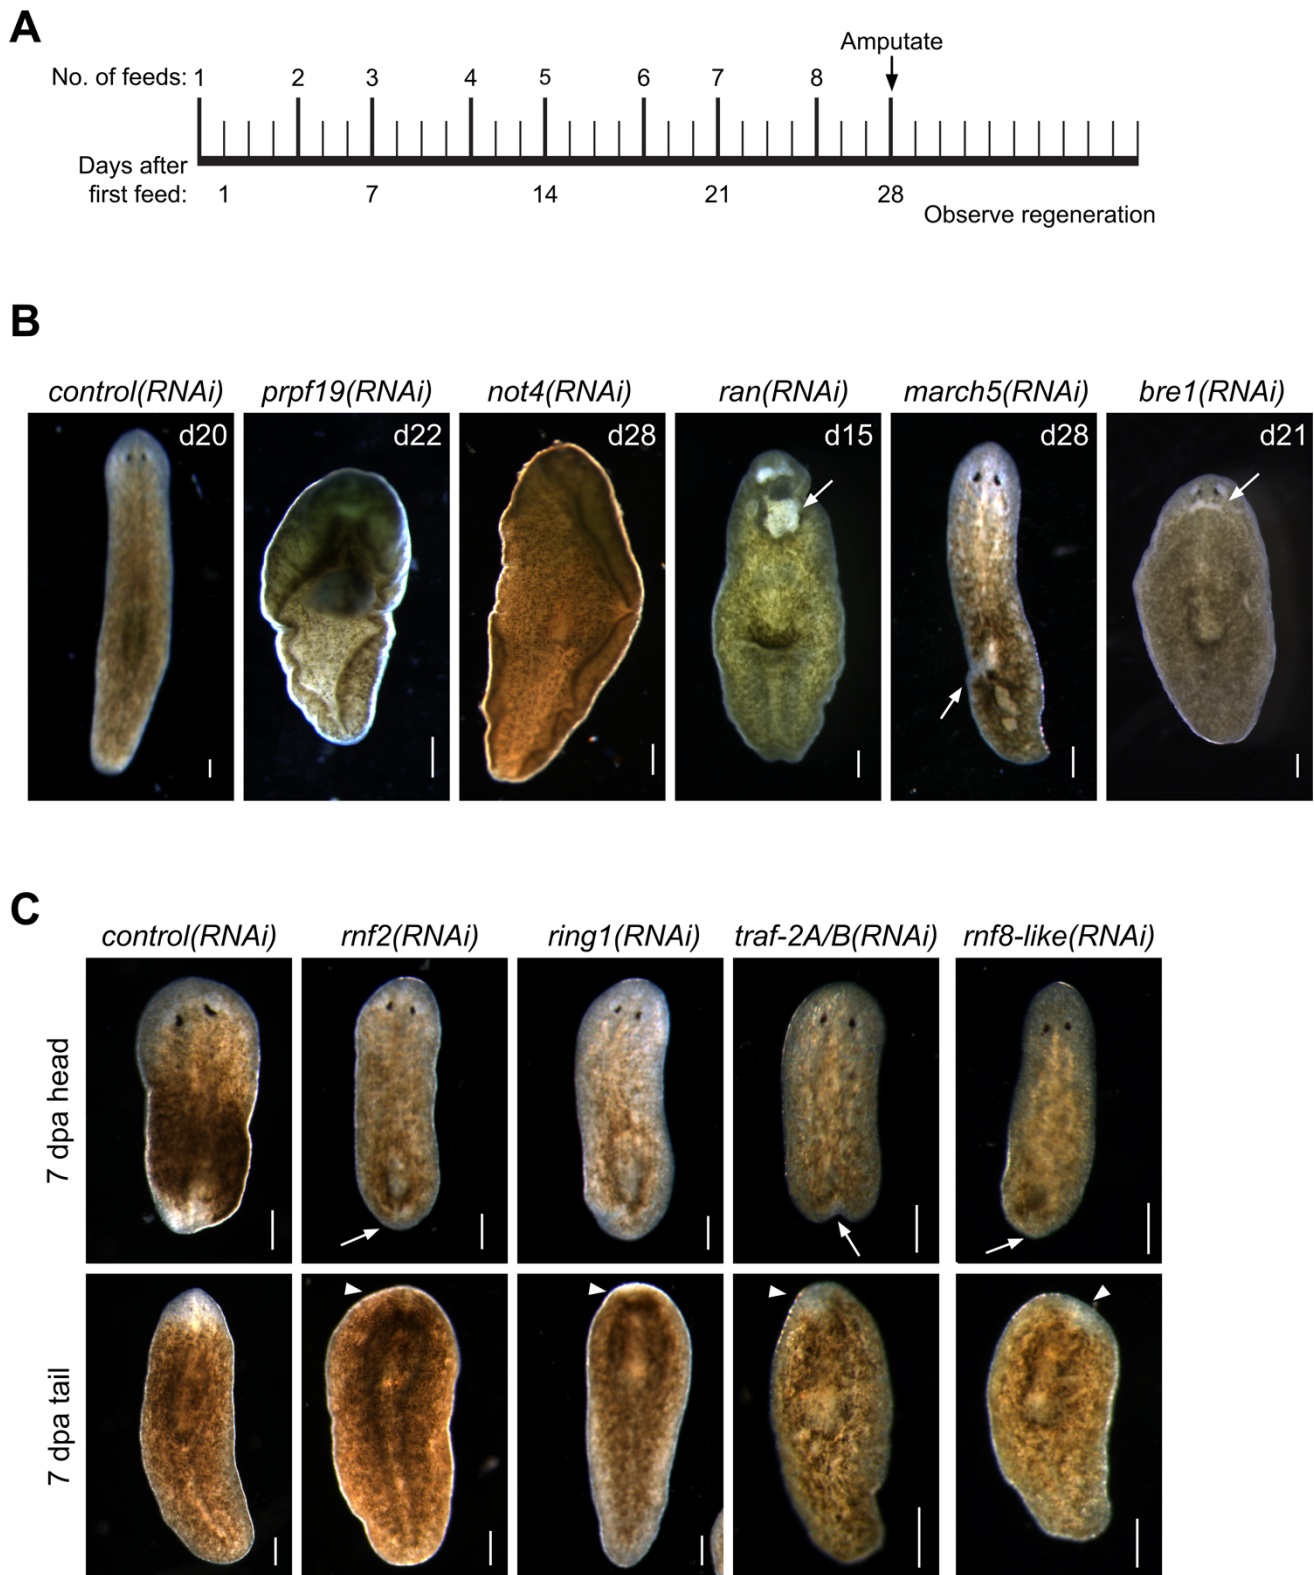 A
Amputate
No. of feeds: 1 2 3 4 5 6 7 8
Days after
first feed: 1 7 14 21 28
Observe regeneration
B
control(RNAi) prpf19(RNAi) not4(RNAi) ran(RNAi) march5(RNAi) bre1(RNAi)
d20 d22 d28 d15 d28 d21
C
control(RNAi) rnf2(RNAi) ring1(RNAi) traf-2A/B(RNAi) rnf8-like(RNAi)
7 dpa head
7 dpa tail